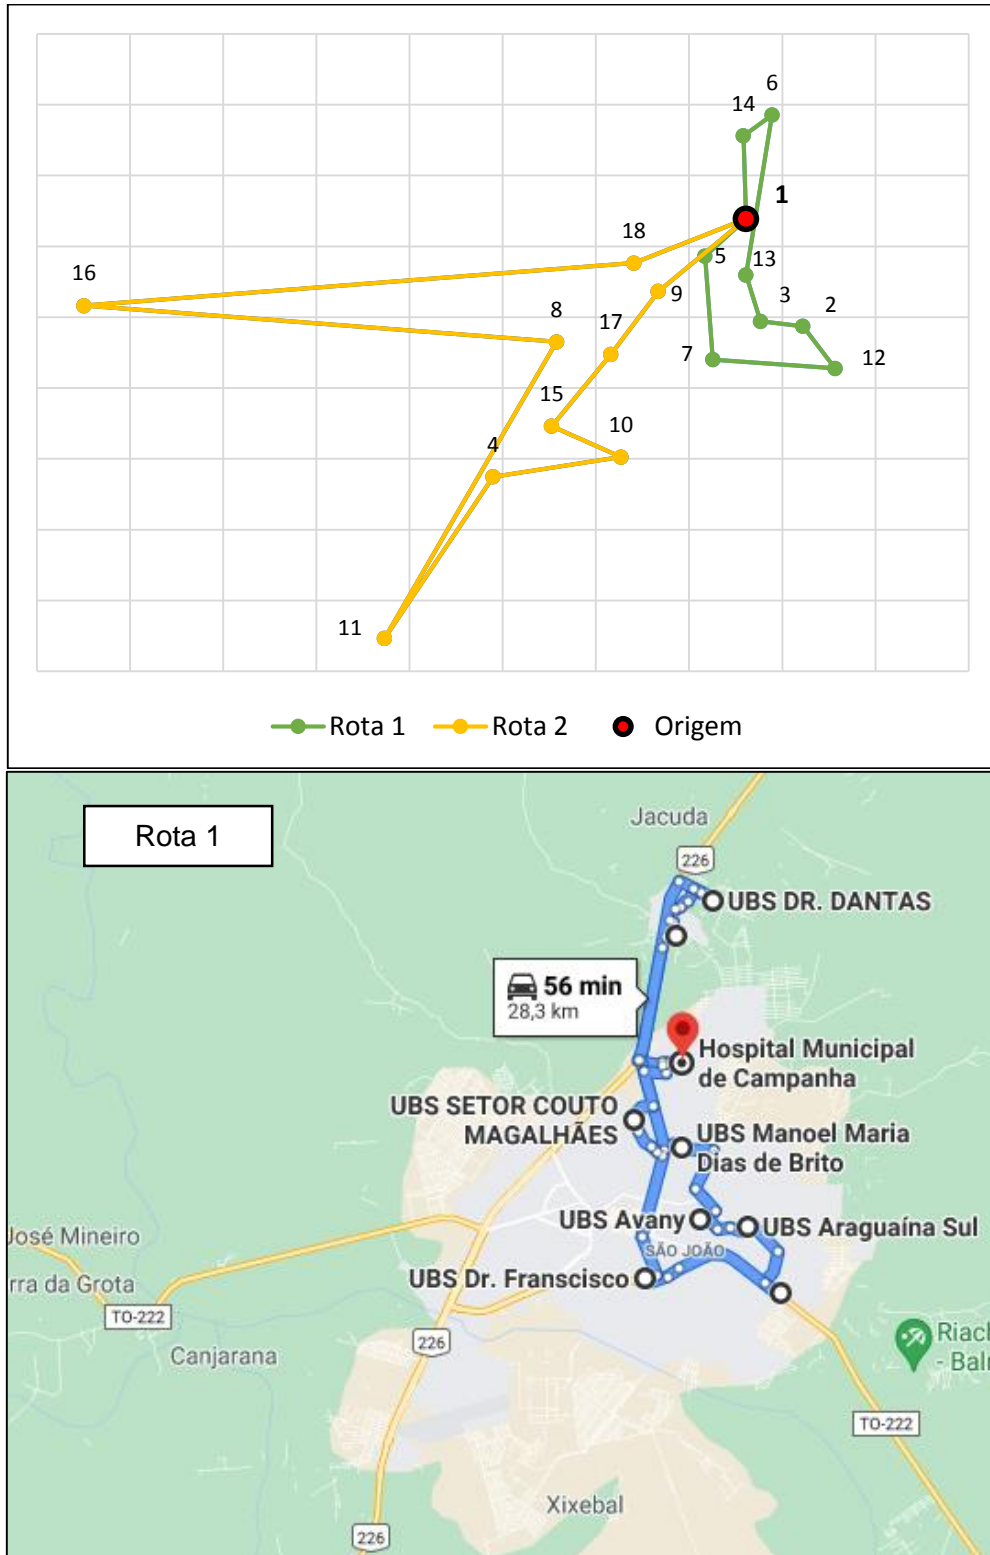 6
14
1
18
5
13
16
9
3
2
8
17
7
12
15
10
4
11
Rota 1
Rota 2
Origem
Rota 1
Jacuda
226
UBS DR. DANTAS
56 min
28,3 km
Hospital Municipal
de Campanha
UBS SETOR COUTO
MAGALHÃES
UBS Manoel Maria
Dias de Brito
UBS Avany
UBS Araguaína Sul
José Mineiro
SÃO JOÃO
UBS Dr. Franscisco
rra da Grota
TO-222
226
Canjarana
Riach
- Baln
TO-222
Xixebal
226